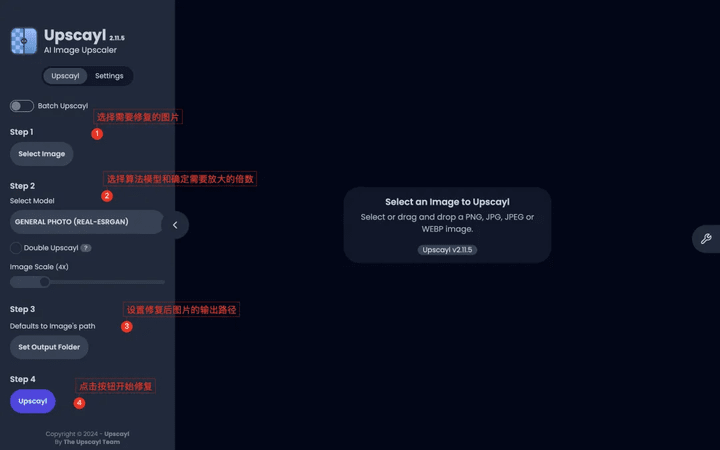 Upscayl 2.11.5
AI Image Upscaler
Upscayl Settings
Batch Upscayl
选择需要修复的图片
1
Step 1
Select Image
选择算法模型和确定需要放大的倍数
2
Step 2
Select Model
GENERAL PHOTO (REAL-ESRGAN)
Double Upscayl ?
Image Scale (4X)
设置修复后图片的输出路径
3
Step 3
Defaults to Image's path
Set Output Folder
点击按钮开始修复
4
Step 4
Upscayl
Copyright © 2024 - Upscayl
By The Upscayl Team
Select an Image to Upscayl
Select or drag and drop a PNG, JPG, JPEG or
WEBP image.
Upscayl v2.11.5